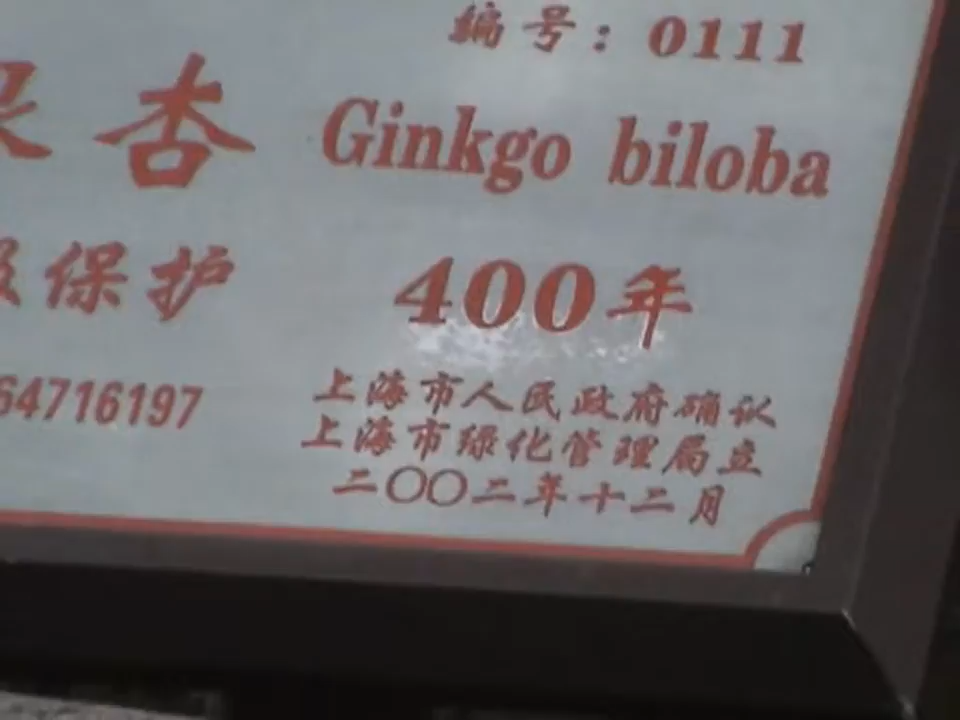 编号：0111
杏 Ginkgo biloba
保护 400年
64716197
上海市人民政府确认
上海市绿化管理局立
二〇〇二年十二月